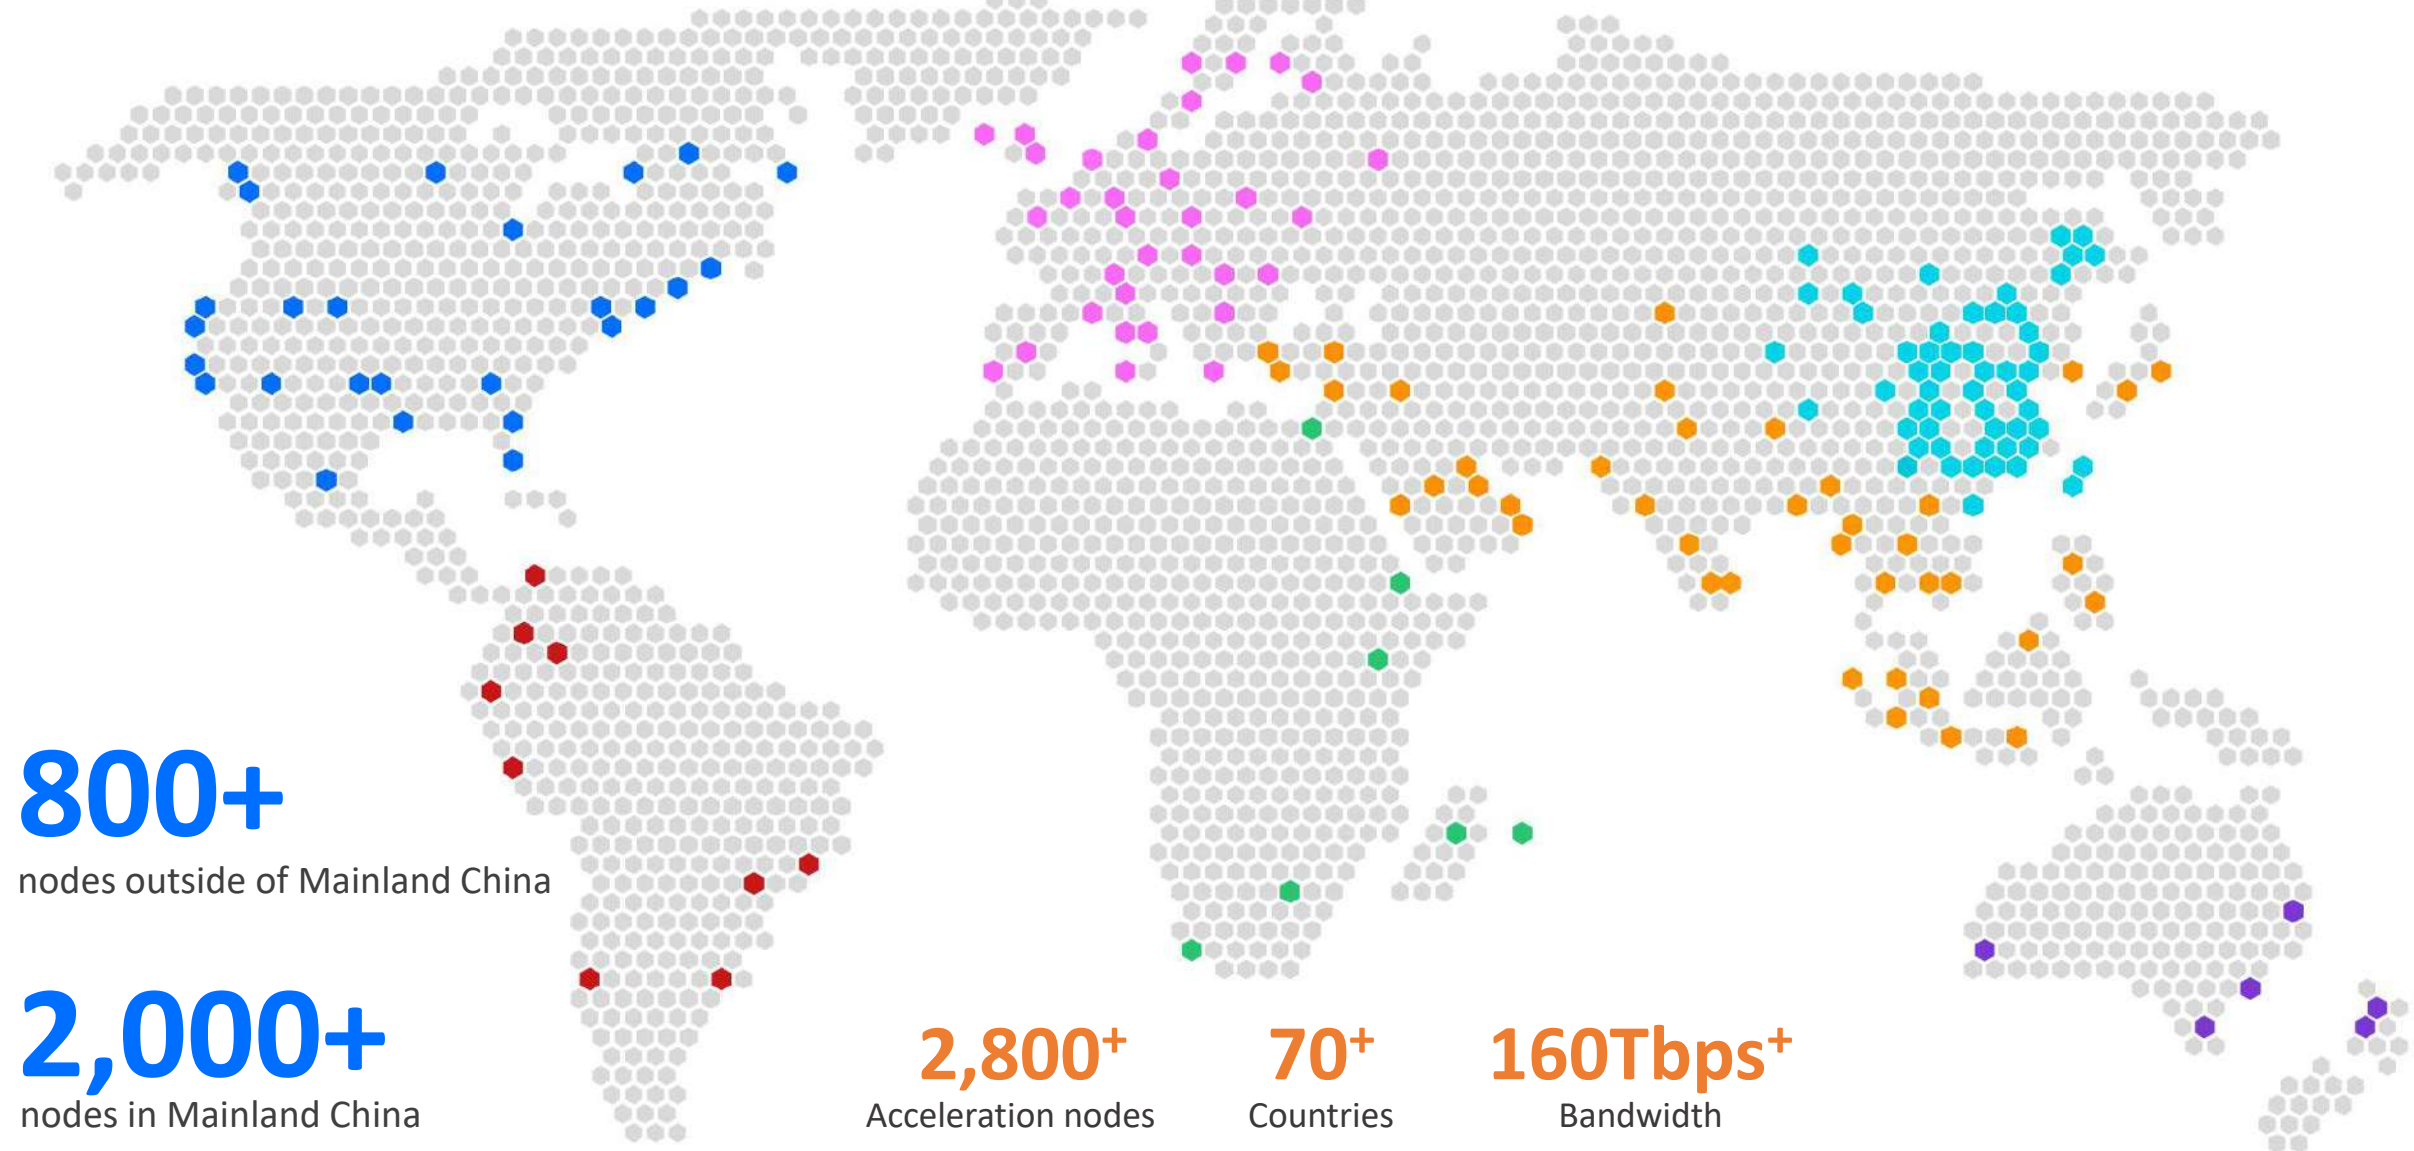 800+
nodes outside of Mainland China
2,000+
nodes in Mainland China
2,800+
Acceleration nodes
70+
Countries
160Tbps+
Bandwidth